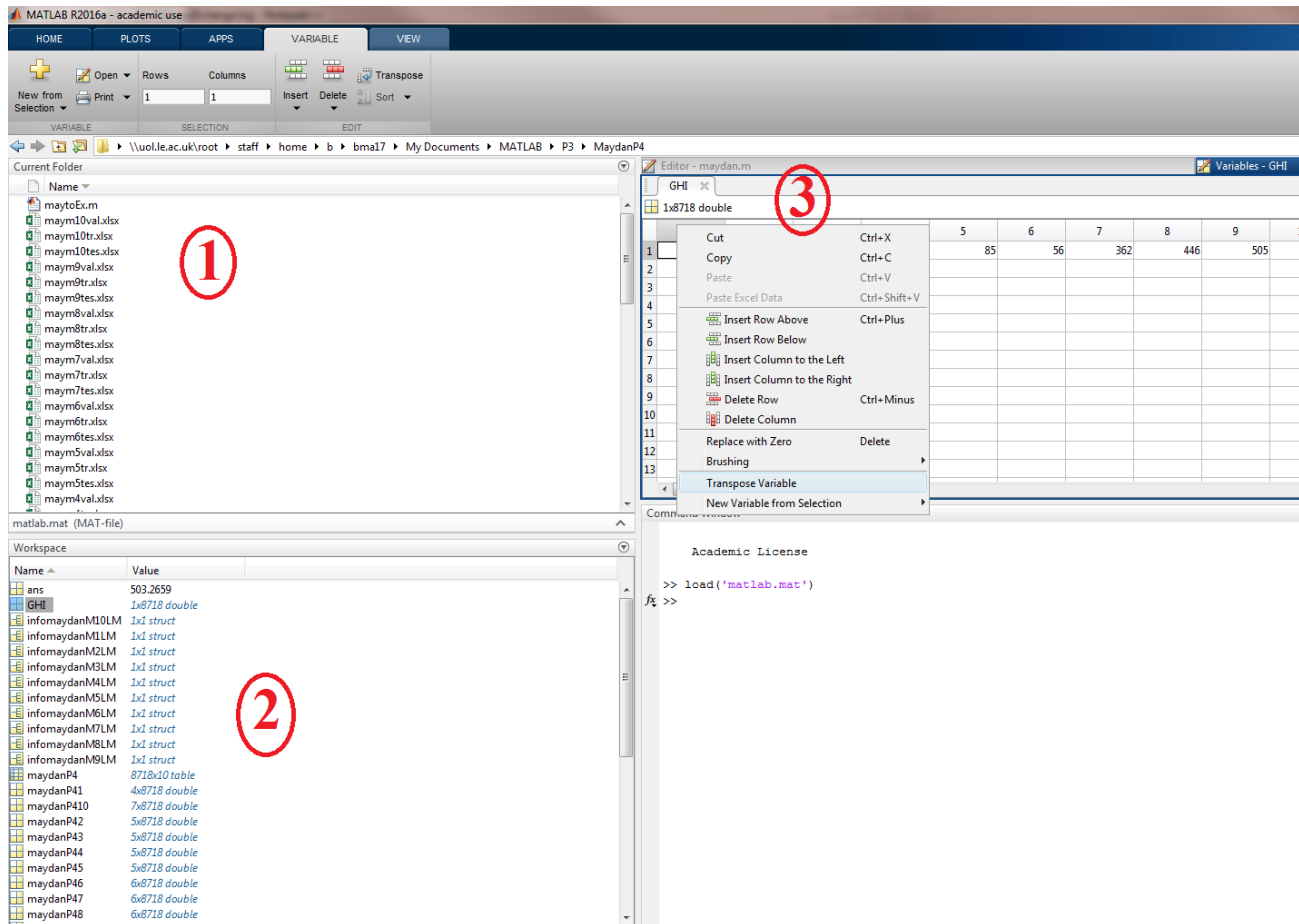 MATLAB R2016a - academic use
HOME PLOTS APPS VARIABLE VIEW
New from Selection
Open
Print
Rows Columns
1 1
Insert Delete
Transpose
Sort
VARIABLE SELECTION EDIT
\\uol.le.ac.uk\root staff home b bma17 My Documents MATLAB P3 MaydanP4
Current Folder
Name
1
maytoEx.m
maym10val.xlsx
maym10tr.xlsx
maym10tes.xlsx
maym9val.xlsx
maym9tr.xlsx
maym9tes.xlsx
maym8val.xlsx
maym8tr.xlsx
maym8tes.xlsx
maym7val.xlsx
maym7tr.xlsx
maym7tes.xlsx
maym6val.xlsx
maym6tr.xlsx
maym6tes.xlsx
maym5val.xlsx
maym5tr.xlsx
maym5tes.xlsx
maym4val.xlsx
matlab.mat (MAT-file)
Workspace
Name Value
2
ans 503.2659
GHI 1x8718 double
infomaydanM10LM 1x1 struct
infomaydanM1LM 1x1 struct
infomaydanM2LM 1x1 struct
infomaydanM3LM 1x1 struct
infomaydanM4LM 1x1 struct
infomaydanM5LM 1x1 struct
infomaydanM6LM 1x1 struct
infomaydanM7LM 1x1 struct
infomaydanM8LM 1x1 struct
infomaydanM9LM 1x1 struct
maydanP4 8718x10 table
maydanP41 4x8718 double
maydanP410 7x8718 double
maydanP42 5x8718 double
maydanP43 5x8718 double
maydanP44 5x8718 double
maydanP45 5x8718 double
maydanP46 6x8718 double
maydanP47 6x8718 double
maydanP48 6x8718 double
Editor - maydan.m Variables - GHI
GHI
3
1x8718 double
5 6 7 8 9
1 85 56 362 446 505
2
3
4
5
6
7
8
9
10
11
12
13
Cut Ctrl+X
Copy Ctrl+C
Paste Ctrl+V
Paste Excel Data Ctrl+Shift+V
Insert Row Above Ctrl+Plus
Insert Row Below
Insert Column to the Left
Insert Column to the Right
Delete Row Ctrl+Minus
Delete Column
Replace with Zero Delete
Brushing
Transpose Variable
New Variable from Selection
Command Window
Academic License
>> load('matlab.mat')
fx >>